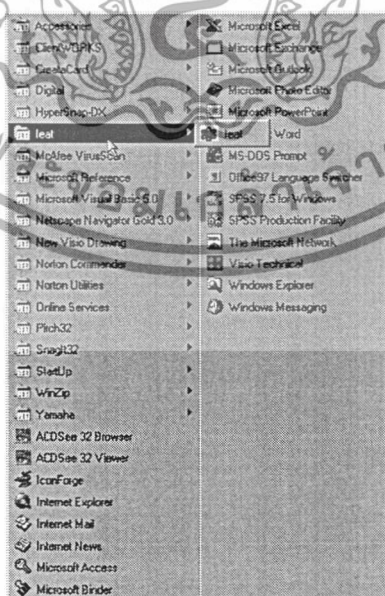 Accessories
ClerkWORKS
CreataCard
Digital
HyperSnap-DX
leat
McAfee VirusScan
Microsoft Reference
Microsoft Visual Basic 5.0
Netscape Navigator Gold 3.0
New Visio Drawing
Norton Commander
Norton Utilities
Online Services
Pirch32
SnagIt32
StartUp
WinZip
Yamaha
ACDSee 32 Browser
ACDSee 32 Viewer
IconForge
Internet Explorer
Internet Mail
Internet News
Microsoft Access
Microsoft Binder
Microsoft Excel
Microsoft Exchange
Microsoft Outlook
Microsoft Photo Editor
Microsoft PowerPoint
leat Word
MS-DOS Prompt
Office97 Language Switcher
SPSS 7.5 for Windows
SPSS Production Facility
The Microsoft Network
Visio Technical
Windows Explorer
Windows Messaging